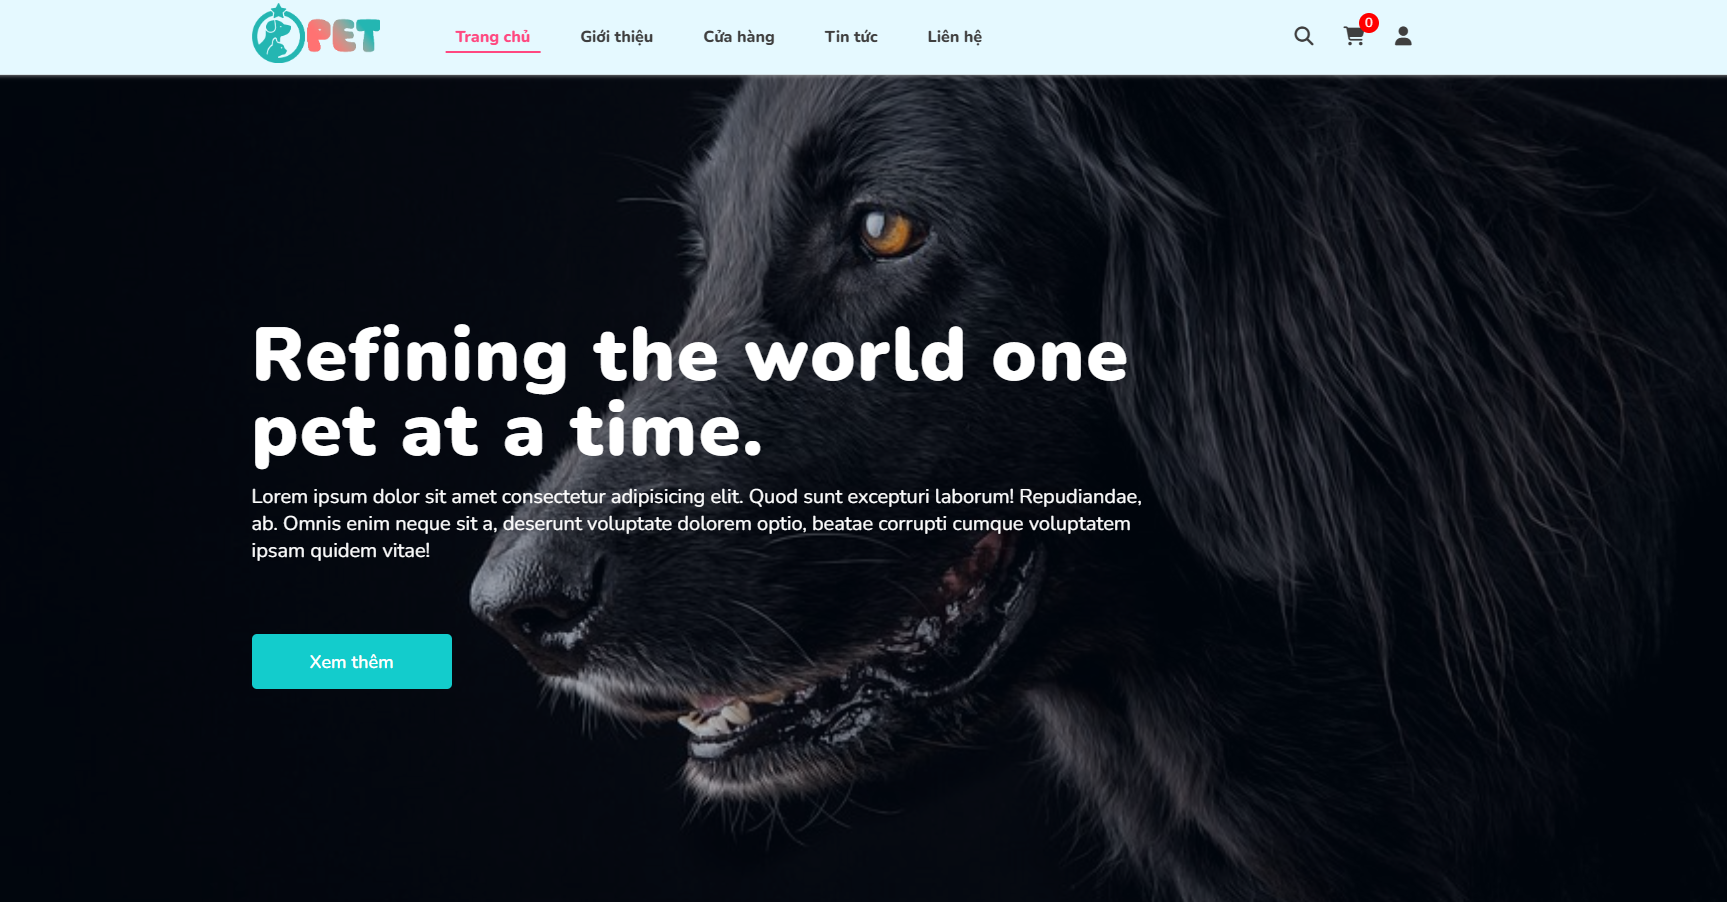 PET
Trang chủ
Giới thiệu
Cửa hàng
Tin tức
Liên hệ
0
Refining the world one
pet at a time.
Lorem ipsum dolor sit amet consectetur adipisicing elit. Quod sunt excepturi laborum! Repudiandae,
ab. Omnis enim neque sit a, deserunt voluptate dolorem optio, beatae corrupti cumque voluptatem
ipsam quidem vitae!
Xem thêm